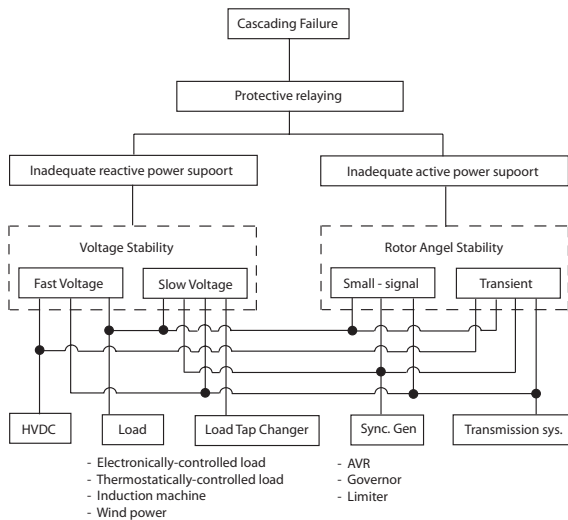 Cascading Failure
Protective relaying
Inadequate reactive power supoort
Inadequate active power supoort
Voltage Stability
Rotor Angel Stability
Fast Voltage
Slow Voltage
Small - signal
Transient
HVDC
Load
Load Tap Changer
Sync. Gen
Transmission sys.
- Electronically-controlled load
- Thermostatically-controlled load
- Induction machine
- Wind power
- AVR
- Governor
- Limiter